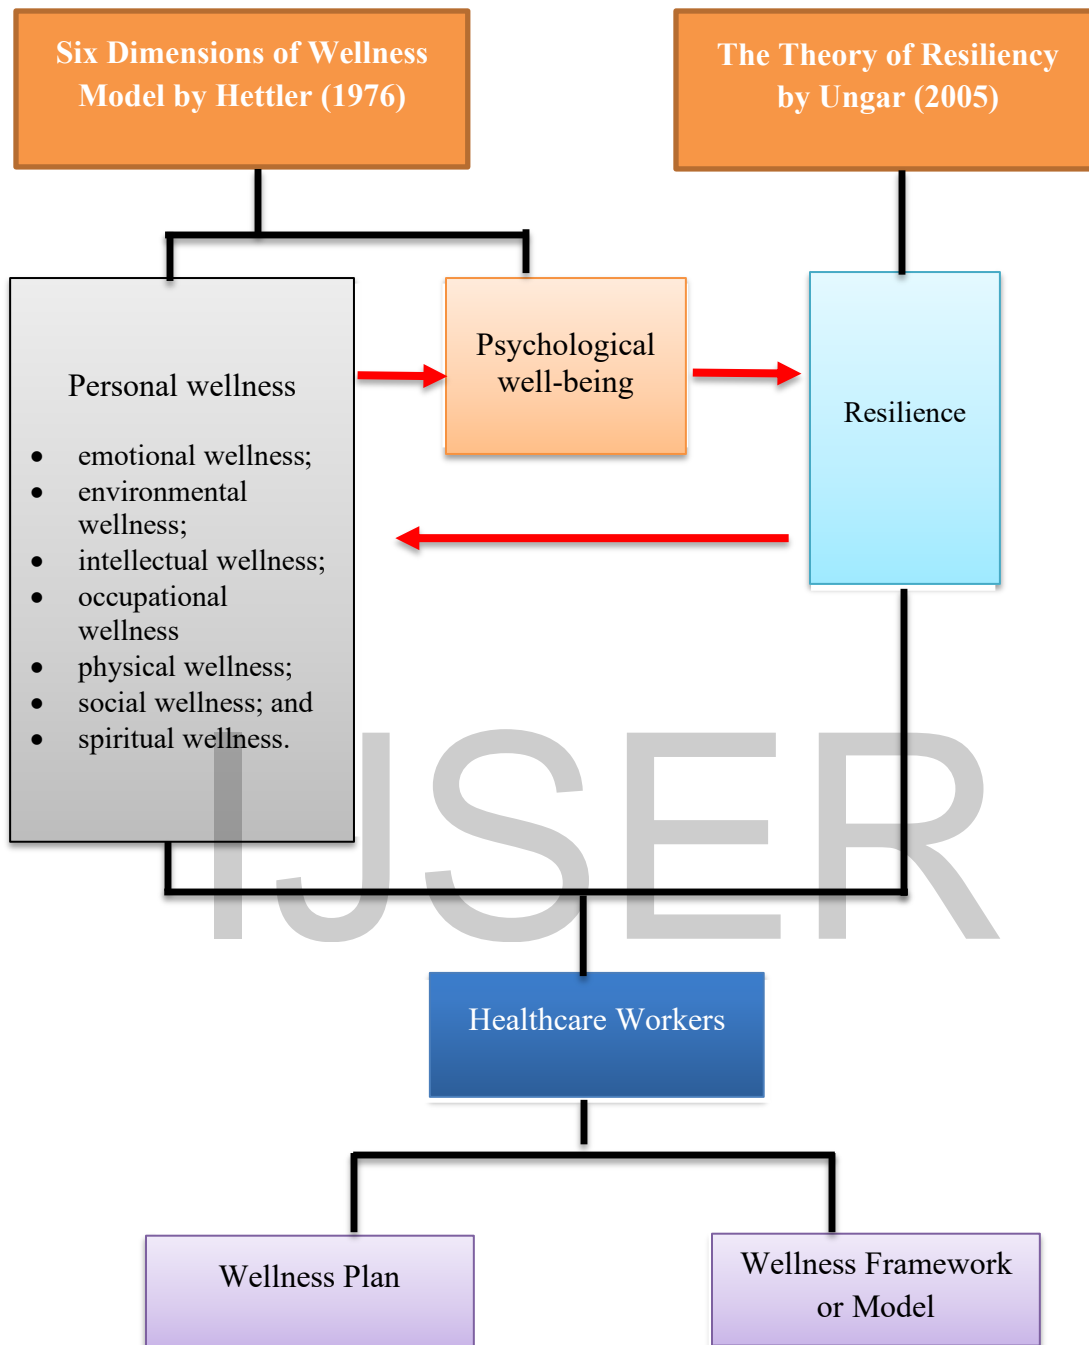 Six Dimensions of Wellness
Model by Hettler (1976)
The Theory of Resiliency
by Ungar (2005)
Personal wellness
• emotional wellness;
• environmental
wellness;
• intellectual wellness;
• occupational
wellness
• physical wellness;
• social wellness; and
• spiritual wellness.
Psychological
well-being
Resilience
IJSER
Healthcare Workers
Wellness Plan
Wellness Framework
or Model